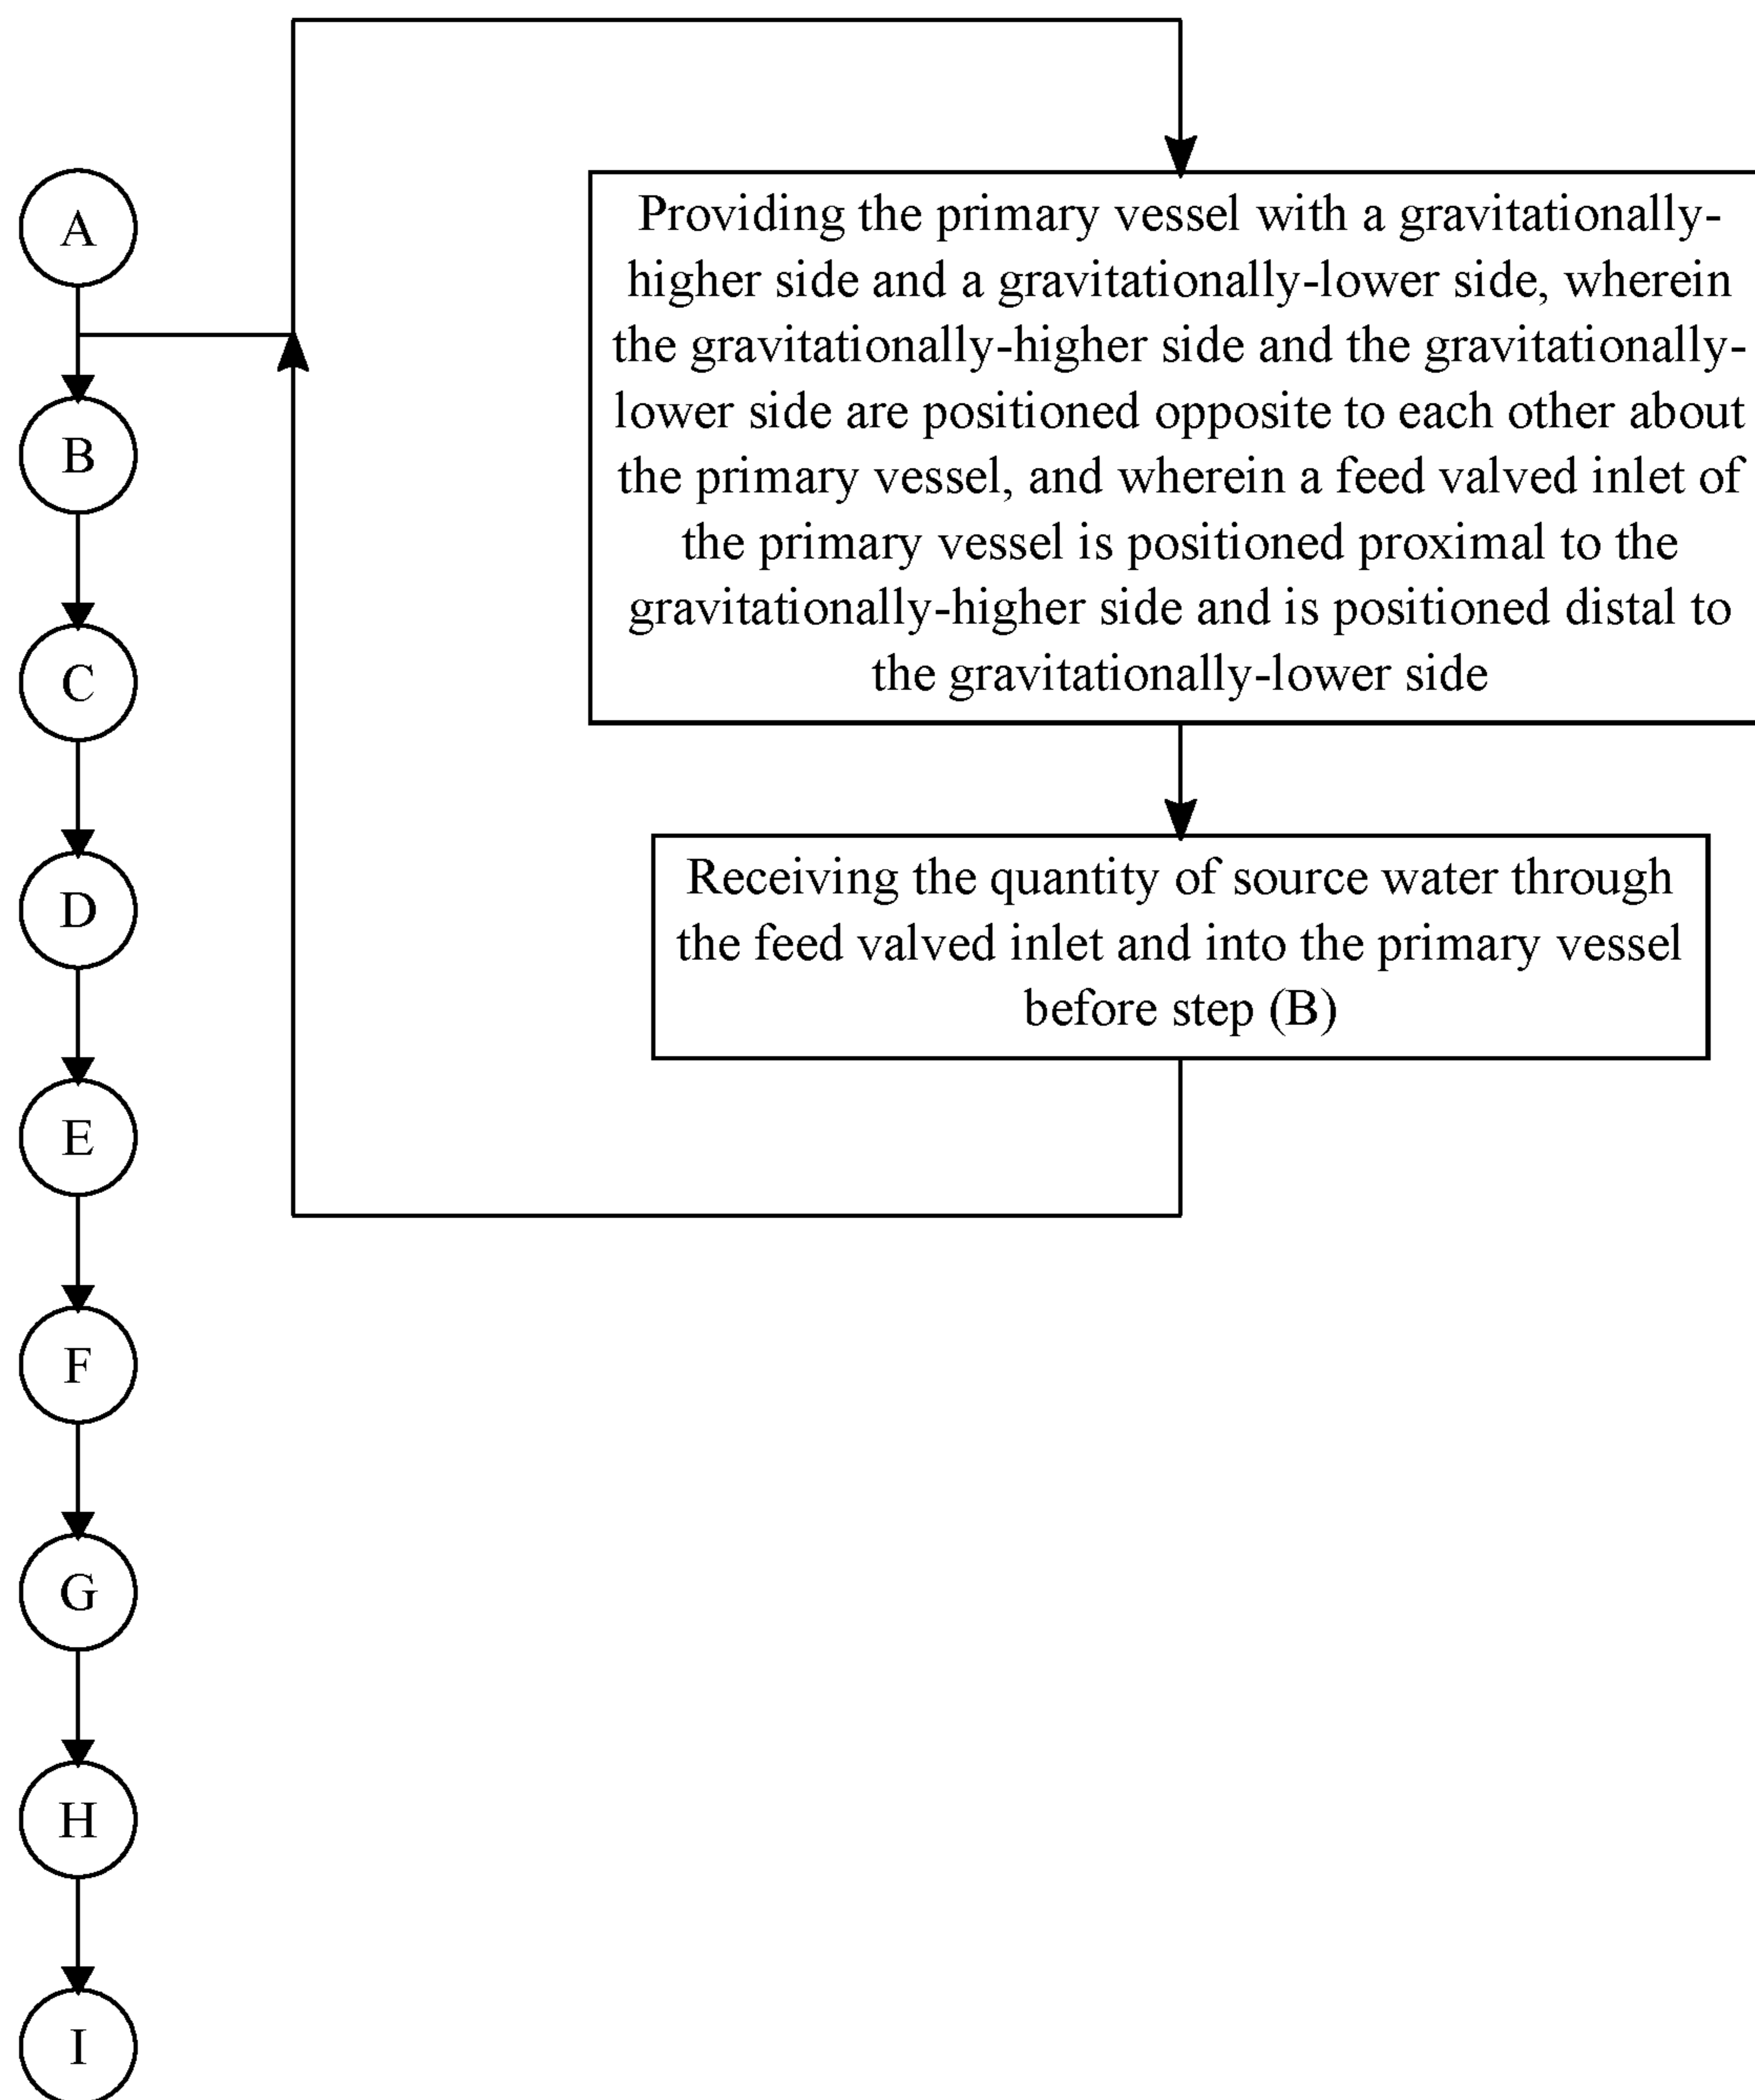 A
B
C
D
E
F
G
H
I
Providing the primary vessel with a gravitationally-
higher side and a gravitationally-lower side, wherein
the gravitationally-higher side and the gravitationally-
lower side are positioned opposite to each other about
the primary vessel, and wherein a feed valved inlet of
the primary vessel is positioned proximal to the
gravitationally-higher side and is positioned distal to
the gravitationally-lower side
Receiving the quantity of source water through
the feed valved inlet and into the primary vessel
before step (B)